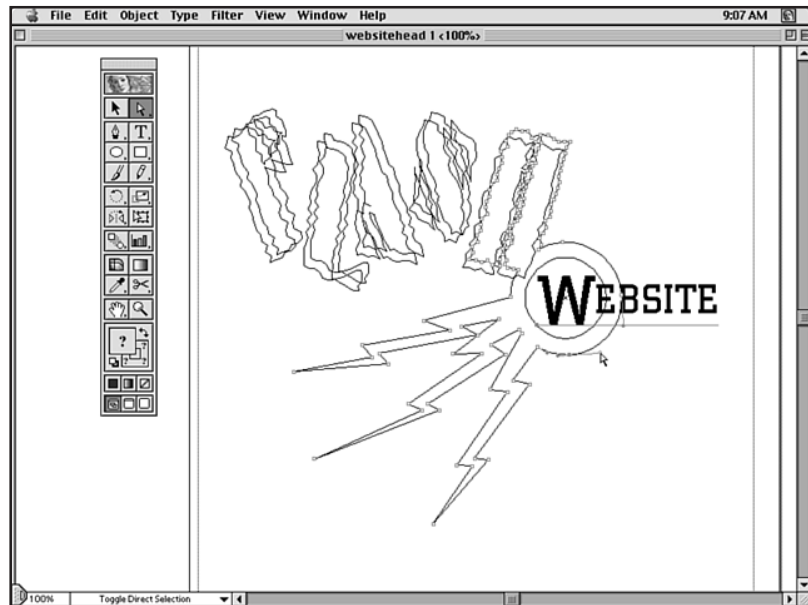 File Edit Object Type Filter View Window Help 9:07 AM
websitehead 1 <100%>
T
WEBSITE
?
?
?
100% Toggle Direct Selection